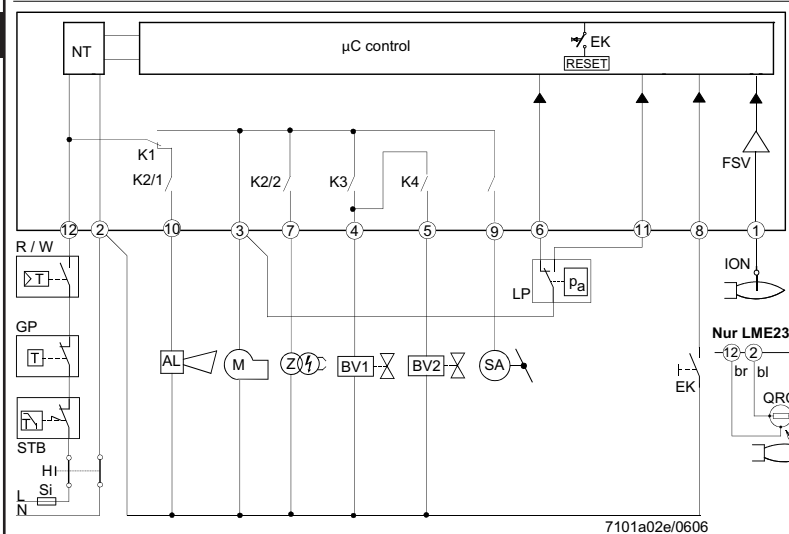 NT
µC control
EK
RESET
K1
K2/1
K2/2
K3
K4
FSV
12
2
10
3
7
4
5
9
6
11
8
1
R / W
T
GP
T
STB
T
H
Si
L
N
AL
M
Z
BV1
BV2
SA
LP
pa
EK
ION
Nur LME23
12
2
br
bl
QRC
7101a02e/0606